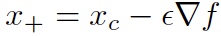 x₊ = x_c − ϵ∇f